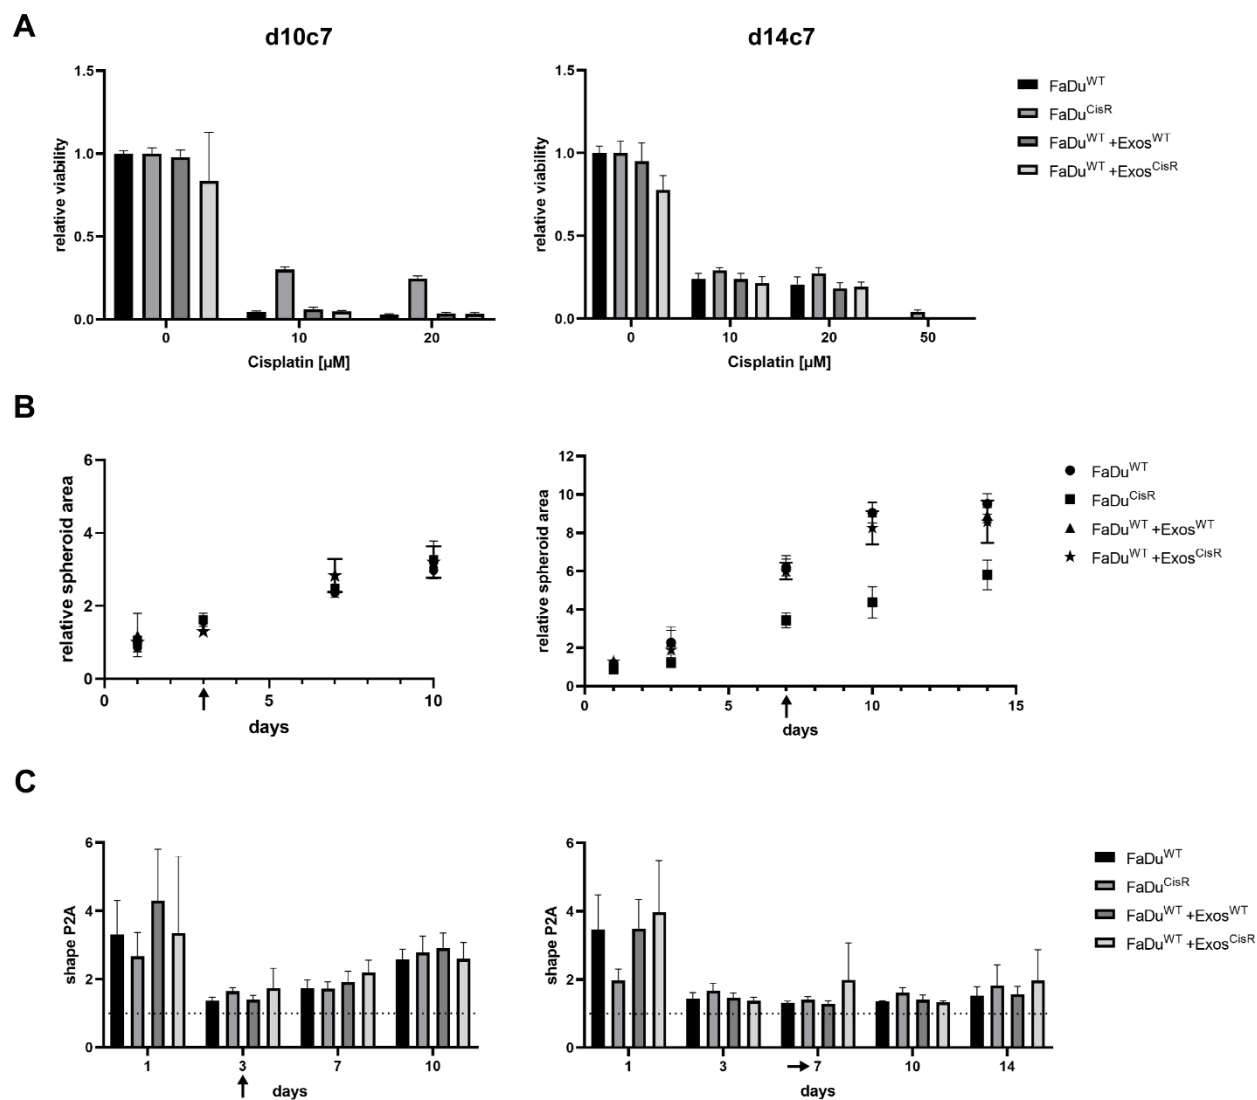 A
d10c7
d14c7
1.5
1.0
0.5
0.0
relative viability
0
10
20
Cisplatin [µM]
1.5
1.0
0.5
0.0
relative viability
0
10
20
50
Cisplatin [µM]
FaDuWT
FaDuCisR
FaDuWT +ExosWT
FaDuWT +ExosCisR
B
6
4
2
0
relative spheroid area
0
5
10
days
12
10
8
6
4
2
0
relative spheroid area
0
5
10
15
days
FaDuWT
FaDuCisR
FaDuWT +ExosWT
FaDuWT +ExosCisR
C
6
4
2
0
shape P2A
1
3
7
10
days
6
4
2
0
shape P2A
1
3
7
10
14
days
FaDuWT
FaDuCisR
FaDuWT +ExosWT
FaDuWT +ExosCisR